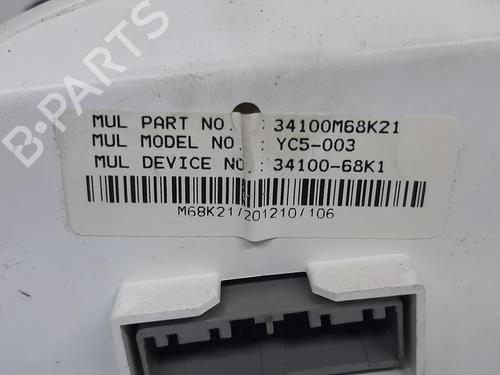 B-PARTS
MUL PART NO. : 34100M68K21
MUL MODEL NO. : YC5-003
MUL DEVICE NO. : 34100-68K1
M68K21/201210/106